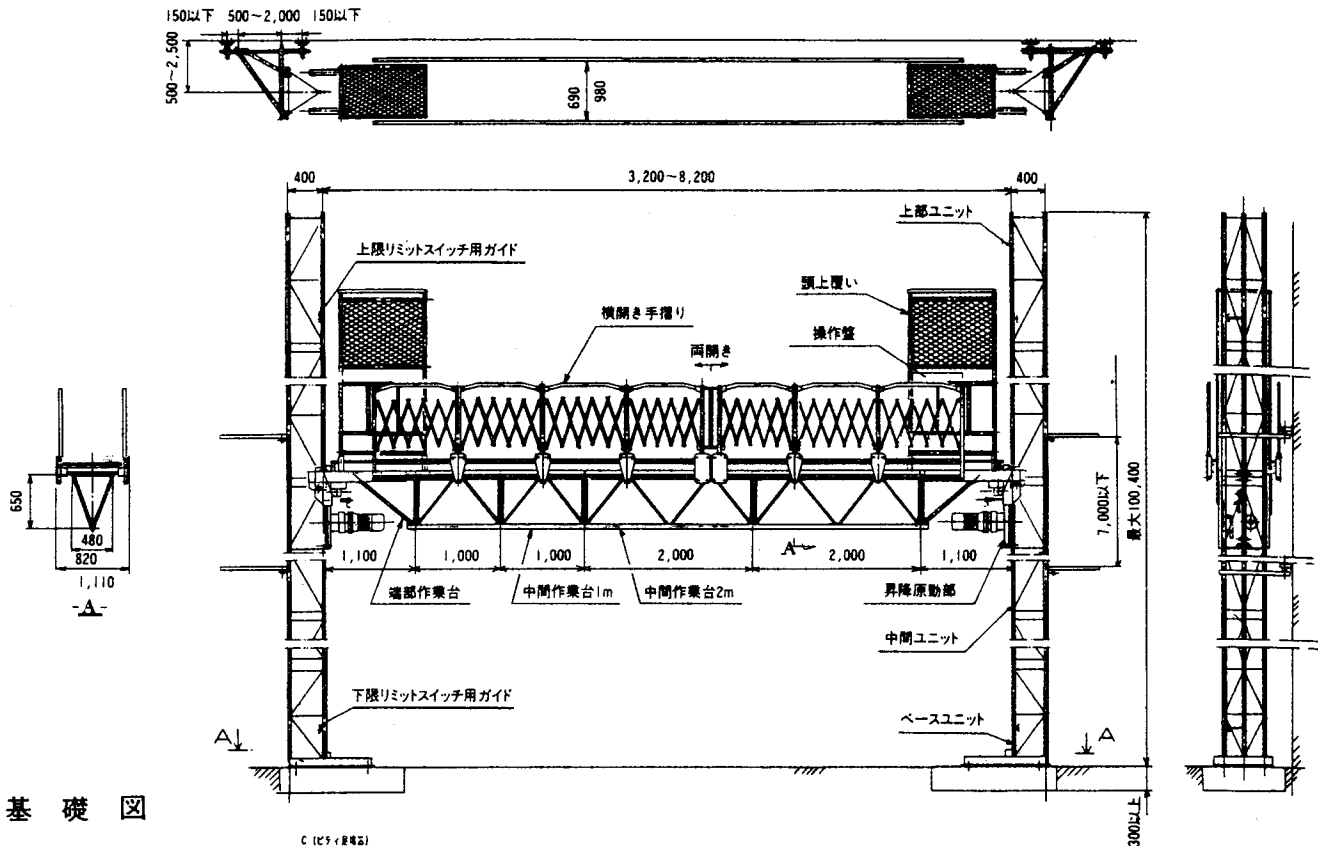 150以下 500～2,000 150以下
500～2,500
690
980
400
3,200～8,200
400
上部ユニット
上限リミットスイッチ用ガイド
頭上覆い
横開き手摺り
操作盤
両開き
650
480
820
1,110
-A-
7,000以下
最大100,400
A
1,100
1,000
1,000
2,000
2,000
1,100
端部作業台
中間作業台1m
中間作業台2m
昇降原動部
中間ユニット
下限リミットスイッチ用ガイド
ベースユニット
A
A
300以上
基礎図